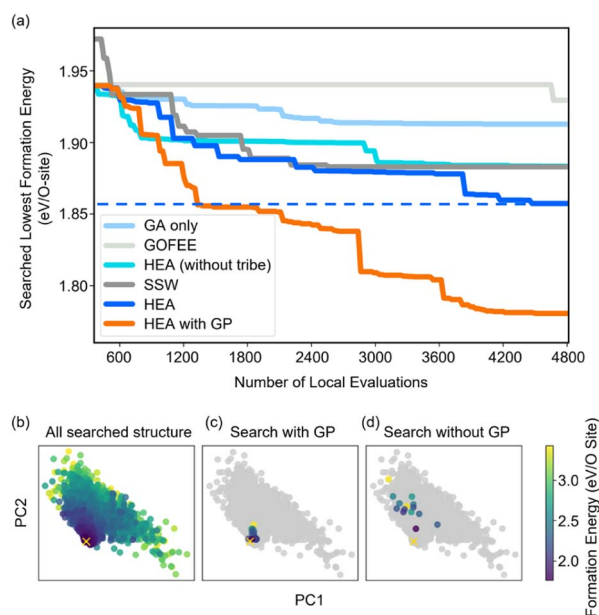 (a)
Searched Lowest Formation Energy
(eV/O-site)
1.95
1.90
1.85
1.80
GA only
GOFEE
HEA (without tribe)
SSW
HEA
HEA with GP
600 1200 1800 2400 3000 3600 4200 4800
Number of Local Evaluations
(b) All searched structure
(c) Search with GP
(d) Search without GP
PC2
PC1
3.0
2.5
2.0
Formation Energy (eV/O Site)